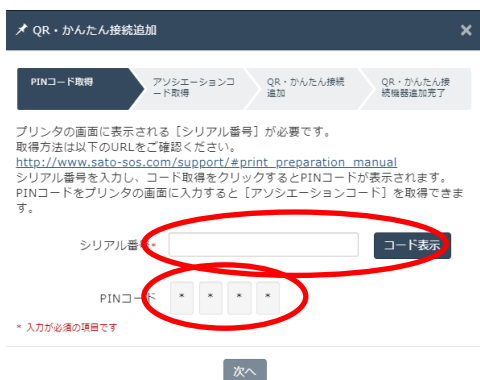 QR・かんたん接続追加 ×
PINコード取得
アソシエーションコ
ード取得
QR・かんたん接続
追加
QR・かんたん接
続機器追加完了
プリンタの画面に表示される［シリアル番号］が必要です。
取得方法は以下のURLをご確認ください。
http://www.sato-sos.com/support/#print_preparation_manual
シリアル番号を入力し、コード取得をクリックするとPINコードが表示されます。
PINコードをプリンタの画面に入力すると［アソシエーションコード］を取得できま
す。
シリアル番号* コード表示
PINコード * * * *
* 入力が必須の項目です
次へ